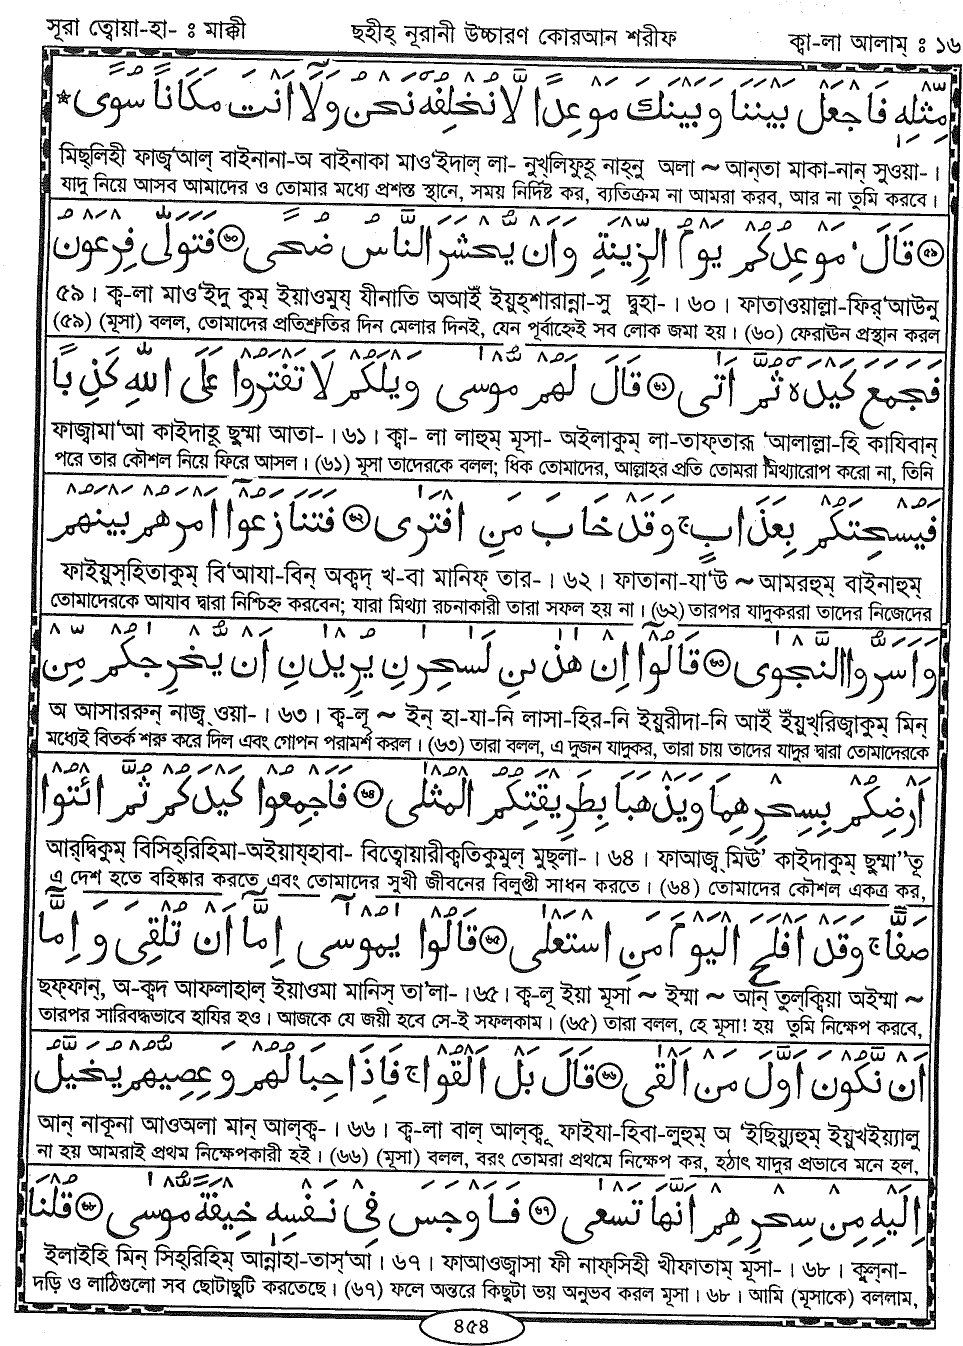 সূরা ত্বোয়া-হা- ঃ মাক্কী
ছহীহ্ নূরানী উচ্চারণ কোরআন শরীফ
ক্বা-লা আলাম্ ঃ ১৬
مِّثْلِهٖ فَاجْعَلْ بَيْنَنَا وَبَيْنَكَ مَوْعِدًا لَّا نُخْلِفُهٗ نَحْنُ وَلَآ اَنْتَ مَكَانًا سُوًى
মিছ্‌লিহী ফাজ্ব‘আল্ বাইনানা-অ বাইনাকা মাও‘ইদাল্ লা- নুখ্‌লিফুহূ নাহ্‌নু অলা ~ আন্‌তা মাকা-নান্ সুওয়া- ।
যাদু নিয়ে আসব আমাদের ও তোমার মধ্যে প্রশস্ত স্থানে, সময় নির্দিষ্ট কর, ব্যতিক্রম না আমরা করব, আর না তুমি করবে।
﴿٥٩﴾ قَالَ مَوْعِدُكُمْ يَوْمُ الزِّيْنَةِ وَاَنْ يُّحْشَرَ النَّاسُ ضُحًى ﴿٦٠﴾ فَتَوَلّٰى فِرْعَوْنُ
৫৯। ক্ব-লা মাও‘ইদু কুম্ ইয়াওমুয্ যীনাতি অআইঁ ইয়ুহ্‌শারান্না-সু দ্বুহা- । ৬০ । ফাতাওয়াল্লা-ফির্‘আউনু
(৫৯) (মূসা) বলল, তোমাদের প্রতিশ্রুতির দিন মেলার দিনই, যেন পূর্বাহ্নেই সব লোক জমা হয়। (৬০) ফেরাঊন প্রস্থান করল
فَجَمَعَ كَيْدَهٗ ثُمَّ اَتٰى ﴿٦١﴾ قَالَ لَهُمْ مُّوْسٰى وَيْلَكُمْ لَا تَفْتَرُوْا عَلَى اللّٰهِ كَذِبًا
ফাজ্বামা‘আ কাইদাহূ ছুম্মা আতা- । ৬১। ক্বা- লা লাহুম্ মূসা- অইলাকুম্ লা-তাফ্‌তারূ ‘আলাল্লা-হি কাযিবান্
পরে তার কৌশল নিয়ে ফিরে আসল। (৬১) মূসা তাদেরকে বলল; ধিক তোমাদের, আল্লাহর প্রতি তোমরা মিথ্যারোপ করো না, তিনি
فَيُسْحِتَكُمْ بِعَذَابٍ ج وَقَدْ خَابَ مَنِ افْتَرٰى ﴿٦٢﴾ فَتَنَازَعُوْٓا اَمْرَهُمْ بَيْنَهُمْ
ফাইয়ুস্‌হিতাকুম্ বি‘আযা-বিন্ অক্বদ্ খ-বা মানিফ্ তার- । ৬২ । ফাতানা-যা‘উ ~ আমরহুম্ বাইনাহুম্
তোমাদেরকে আযাব দ্বারা নিশ্চিহ্ন করবেন; যারা মিথ্যা রচনাকারী তারা সফল হয় না। (৬২) তারপর যাদুকররা তাদের নিজেদের
وَاَسَرُّوا النَّجْوٰى ﴿٦٣﴾ قَالُوْٓا اِنْ هٰذٰنِ لَسٰحِرٰنِ يُرِيْدٰنِ اَنْ يُّخْرِجٰكُمْ مِّنْ
অ আসাররুন্ নাজ্ব্ ওয়া- । ৬৩ । ক্ব-লূ ~ ইন্ হা-যা-নি লাসা-হির-নি ইয়ুরীদা-নি আইঁ ইঁয়ুখ্‌রিজ্বাকুম্ মিন্
মধ্যেই বিতর্ক শরু করে দিল এবং গোপন পরামর্শ করল। (৬৩) তারা বলল, এ দুজন যাদুকর, তারা চায় তাদের যাদুর দ্বারা তোমাদেরকে
اَرْضِكُمْ بِسِحْرِهِمَا وَيَذْهَبَا بِطَرِيْقَتِكُمُ الْمُثْلٰى ﴿٦٤﴾ فَاَجْمِعُوْا كَيْدَكُمْ ثُمَّ ائْتُوْا
আর্‌দ্বিকুম্ বিসিহ্‌রিহিমা-অইয়ায্‌হাবা- বিত্বোয়ারীক্বতিকুমুল্ মুছ্‌লা- । ৬৪ । ফাআজ্ব্ মিঊ’ কাইদাকুম্ ছুম্মা’’তূ
এ দেশ হতে বহিষ্কার করতে এবং তোমাদের সুখী জীবনের বিলুপ্তী সাধন করতে। (৬৪) তোমাদের কৌশল একত্র কর,
صَفًّا ج وَقَدْ اَفْلَحَ الْيَوْمَ مَنِ اسْتَعْلٰى ﴿٦٥﴾ قَالُوْا يٰمُوْسٰٓى اِمَّآ اَنْ تُلْقِىَ وَ اِمَّآ
ছফ্‌ফান্, অ-ক্বদ আফলাহাল্ ইয়াওমা মানিস্ তা‘লা- । ৬৫। ক্ব-লূ ইয়া মূসা ~ ইম্মা ~ আন্ তুল্‌ক্বিয়া অইম্মা ~
তারপর সারিবদ্ধভাবে হাযির হও। আজকে যে জয়ী হবে সে-ই সফলকাম। (৬৫) তারা বলল, হে মূসা! হয় তুমি নিক্ষেপ করবে,
اَنْ نَّكُوْنَ اَوَّلَ مَنْ اَلْقٰى ﴿٦٦﴾ قَالَ بَلْ اَلْقُوْا ج فَاِذَا حِبَالُهُمْ وَعِصِيُّهُمْ يُخَيَّلُ
আন্ নাকূনা আওঅলা মান্ আল্‌ক্ব- । ৬৬ । ক্ব-লা বাল্ আল্‌ক্বূ ফাইযা-হিবা-লুহুম্ অ ‘ইছিয়্যুহুম্ ইয়ুখইয়্যালু
না হয় আমরাই প্রথম নিক্ষেপকারী হই। (৬৬) (মূসা) বলল, বরং তোমরা প্রথমে নিক্ষেপ কর, হঠাৎ যাদুর প্রভাবে মনে হল,
اِلَيْهِ مِنْ سِحْرِهِمْ اَنَّهَا تَسْعٰى ﴿٦٧﴾ فَاَوْجَسَ فِىْ نَفْسِهٖ خِيْفَةً مُّوْسٰى ﴿٦٨﴾ قُلْنَا
ইলাইহি মিন্ সিহ্‌রিহিম্ আন্নাহা-তাস্‘আ। ৬৭ । ফাআওজ্বাসা ফী নাফ্‌সিহী খীফাতাম্ মূসা- । ৬৮ । ক্বুল্‌না-
দড়ি ও লাঠিগুলো সব ছোটাছুটি করতেছে। (৬৭) ফলে অন্তরে কিছুটা ভয় অনুভব করল মূসা। ৬৮। আমি (মূসাকে) বললাম,
৪৫৪